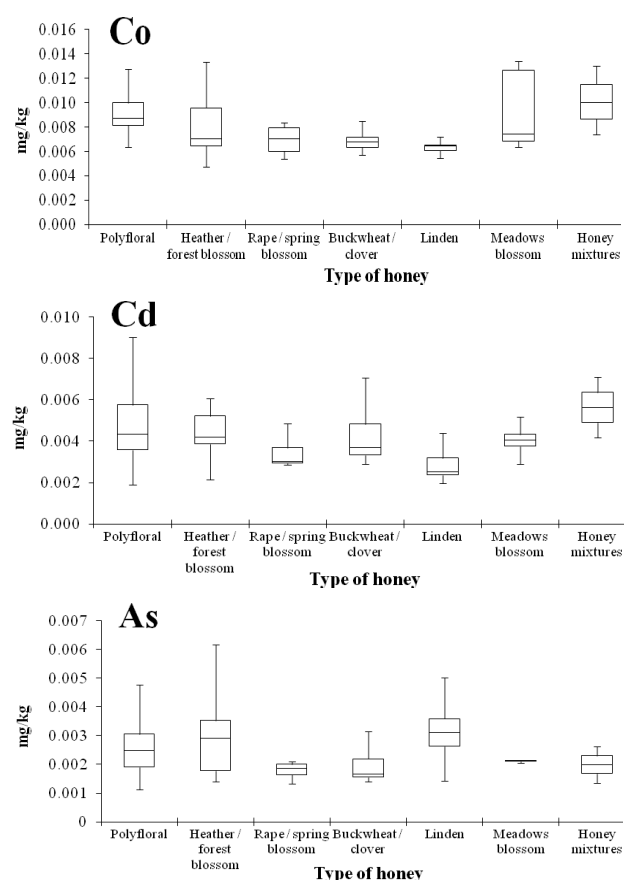 Co
0.016
0.014
0.012
0.010
0.008
0.006
0.004
0.002
0.000
mg/kg
Polyfloral
Heather /
forest blossom
Rape / spring
blossom
Buckwheat /
clover
Linden
Meadows
blossom
Honey
mixtures
Type of honey
Cd
0.010
0.008
0.006
0.004
0.002
0.000
mg/kg
Polyfloral
Heather /
forest
blossom
Rape / spring
blossom
Buckwheat /
clover
Linden
Meadows
blossom
Honey
mixtures
Type of honey
As
0.007
0.006
0.005
0.004
0.003
0.002
0.001
0
mg/kg
Polyfloral
Heather /
forest
blossom
Rape / spring
blossom
Buckwheat /
clover
Linden
Meadows
blossom
Honey
mixtures
Type of honey